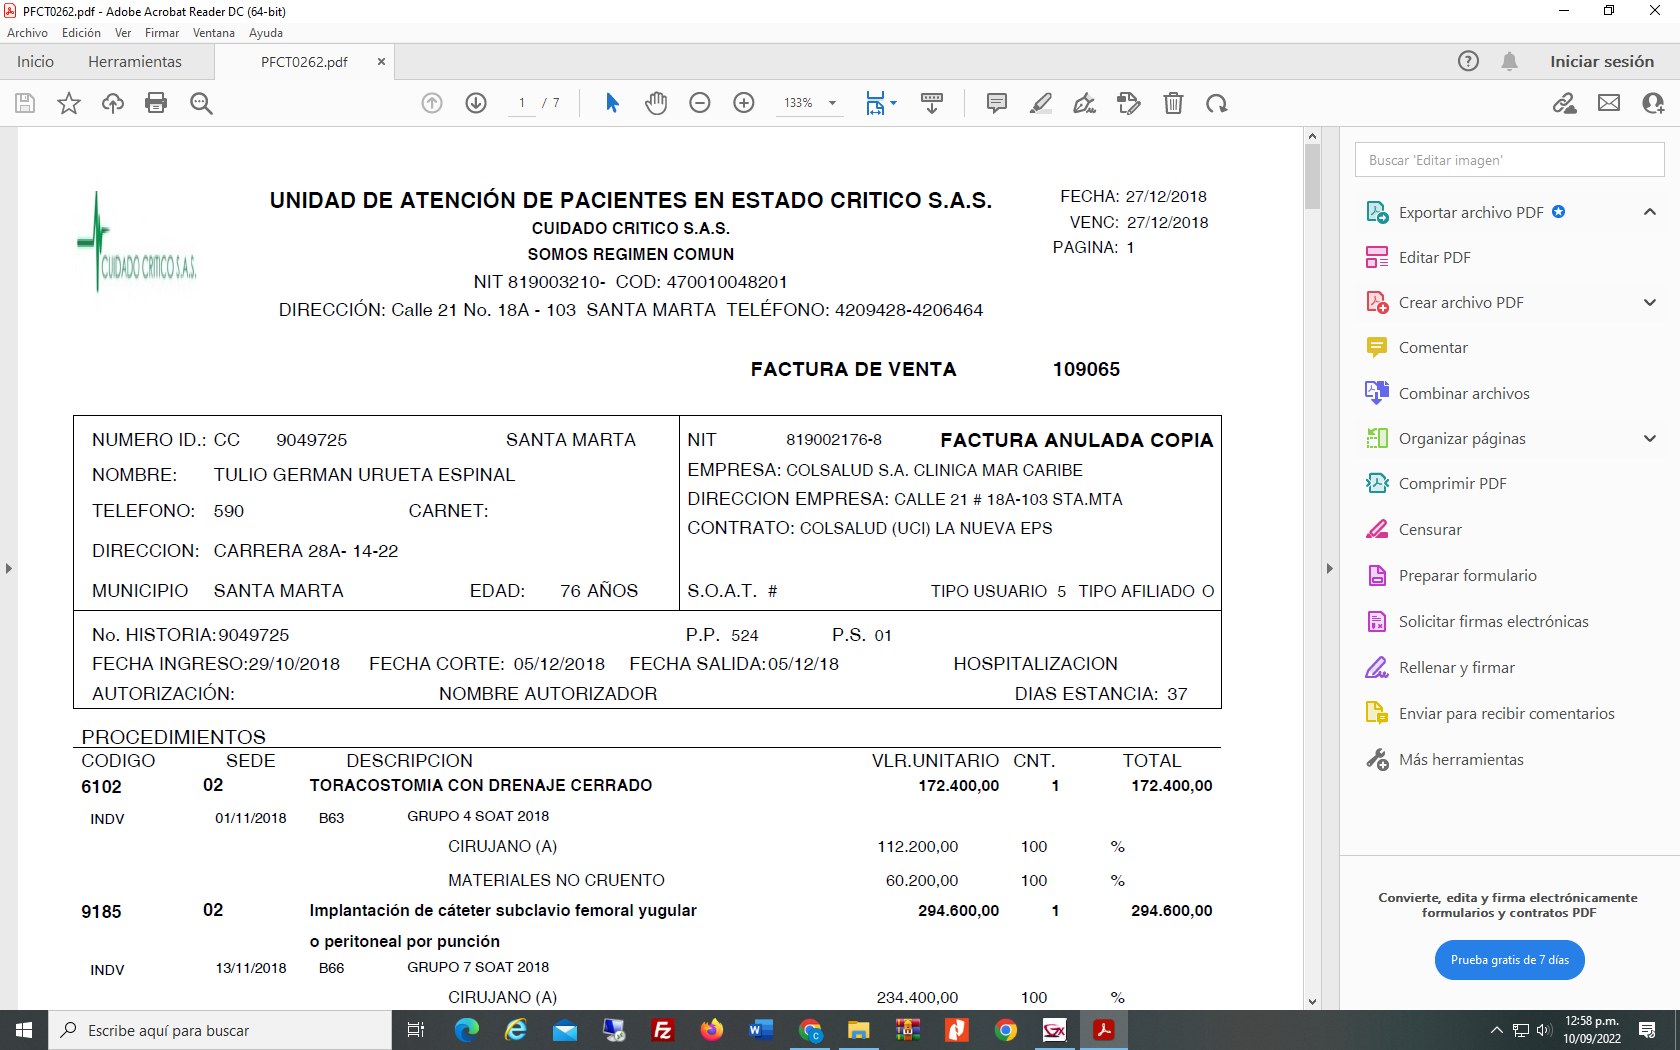 PFCT0262.pdf - Adobe Acrobat Reader DC (64-bit)
Archivo Edición Ver Firmar Ventana Ayuda
Inicio Herramientas PFCT0262.pdf × Iniciar sesión
1 / 7 133%
UNIDAD DE ATENCIÓN DE PACIENTES EN ESTADO CRITICO S.A.S. FECHA: 27/12/2018
CUIDADO CRITICO S.A.S. VENC: 27/12/2018
SOMOS REGIMEN COMUN PAGINA: 1
CUIDADO CRITICO S.A.S.
NIT 819003210- COD: 470010048201
DIRECCIÓN: Calle 21 No. 18A - 103 SANTA MARTA TELÉFONO: 4209428-4206464
FACTURA DE VENTA 109065
NUMERO ID.: CC 9049725 SANTA MARTA
NOMBRE: TULIO GERMAN URUETA ESPINAL
TELEFONO: 590 CARNET:
DIRECCION: CARRERA 28A- 14-22
MUNICIPIO SANTA MARTA EDAD: 76 AÑOS
NIT 819002176-8 FACTURA ANULADA COPIA
EMPRESA: COLSALUD S.A. CLINICA MAR CARIBE
DIRECCION EMPRESA: CALLE 21 # 18A-103 STA.MTA
CONTRATO: COLSALUD (UCI) LA NUEVA EPS
S.O.A.T. # TIPO USUARIO 5 TIPO AFILIADO O
No. HISTORIA: 9049725 P.P. 524 P.S. 01
FECHA INGRESO: 29/10/2018 FECHA CORTE: 05/12/2018 FECHA SALIDA: 05/12/18 HOSPITALIZACION
AUTORIZACIÓN: NOMBRE AUTORIZADOR DIAS ESTANCIA: 37
PROCEDIMIENTOS
CODIGO SEDE DESCRIPCION VLR.UNITARIO CNT. TOTAL
6102 02 TORACOSTOMIA CON DRENAJE CERRADO 172.400,00 1 172.400,00
INDV 01/11/2018 B63 GRUPO 4 SOAT 2018
CIRUJANO (A) 112.200,00 100 %
MATERIALES NO CRUENTO 60.200,00 100 %
9185 02 Implantación de cáteter subclavio femoral yugular 294.600,00 1 294.600,00
o peritoneal por punción
INDV 13/11/2018 B66 GRUPO 7 SOAT 2018
CIRUJANO (A) 234.400,00 100 %
Buscar 'Editar imagen'
Exportar archivo PDF
Editar PDF
Crear archivo PDF
Comentar
Combinar archivos
Organizar páginas
Comprimir PDF
Censurar
Preparar formulario
Solicitar firmas electrónicas
Rellenar y firmar
Enviar para recibir comentarios
Más herramientas
Convierte, edita y firma electrónicamente
formularios y contratos PDF
Prueba gratis de 7 días
Escribe aquí para buscar
12:58 p.m.
10/09/2022